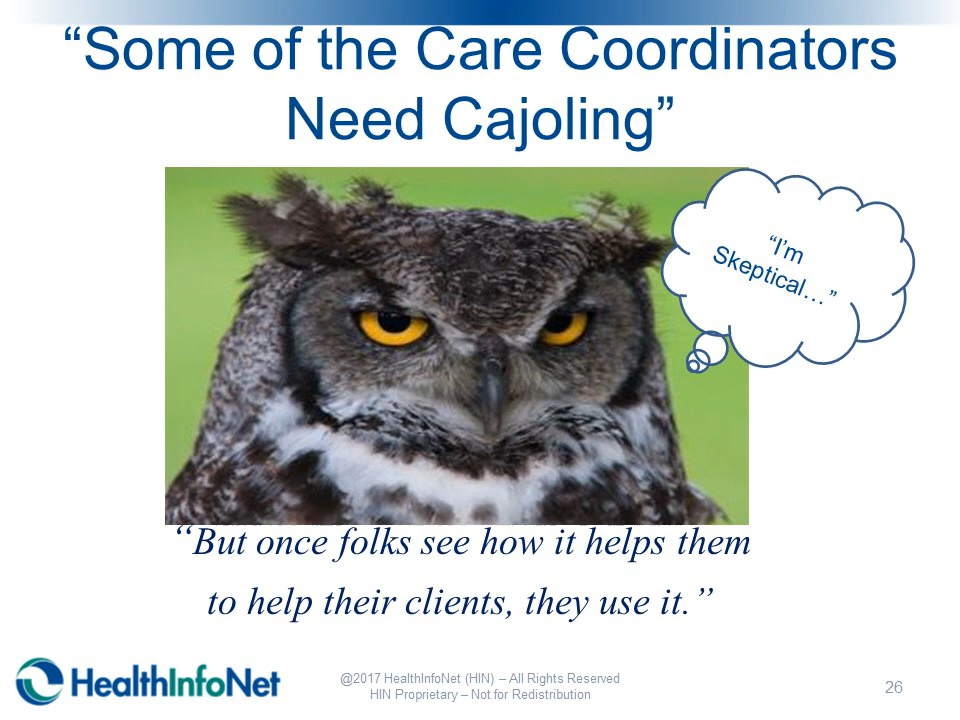 “Some of the Care Coordinators
Need Cajoling”
“I’m
Skeptical…”
“But once folks see how it helps them
to help their clients, they use it.”
HealthInfoNet
@2017 HealthInfoNet (HIN) – All Rights Reserved
HIN Proprietary – Not for Redistribution
26